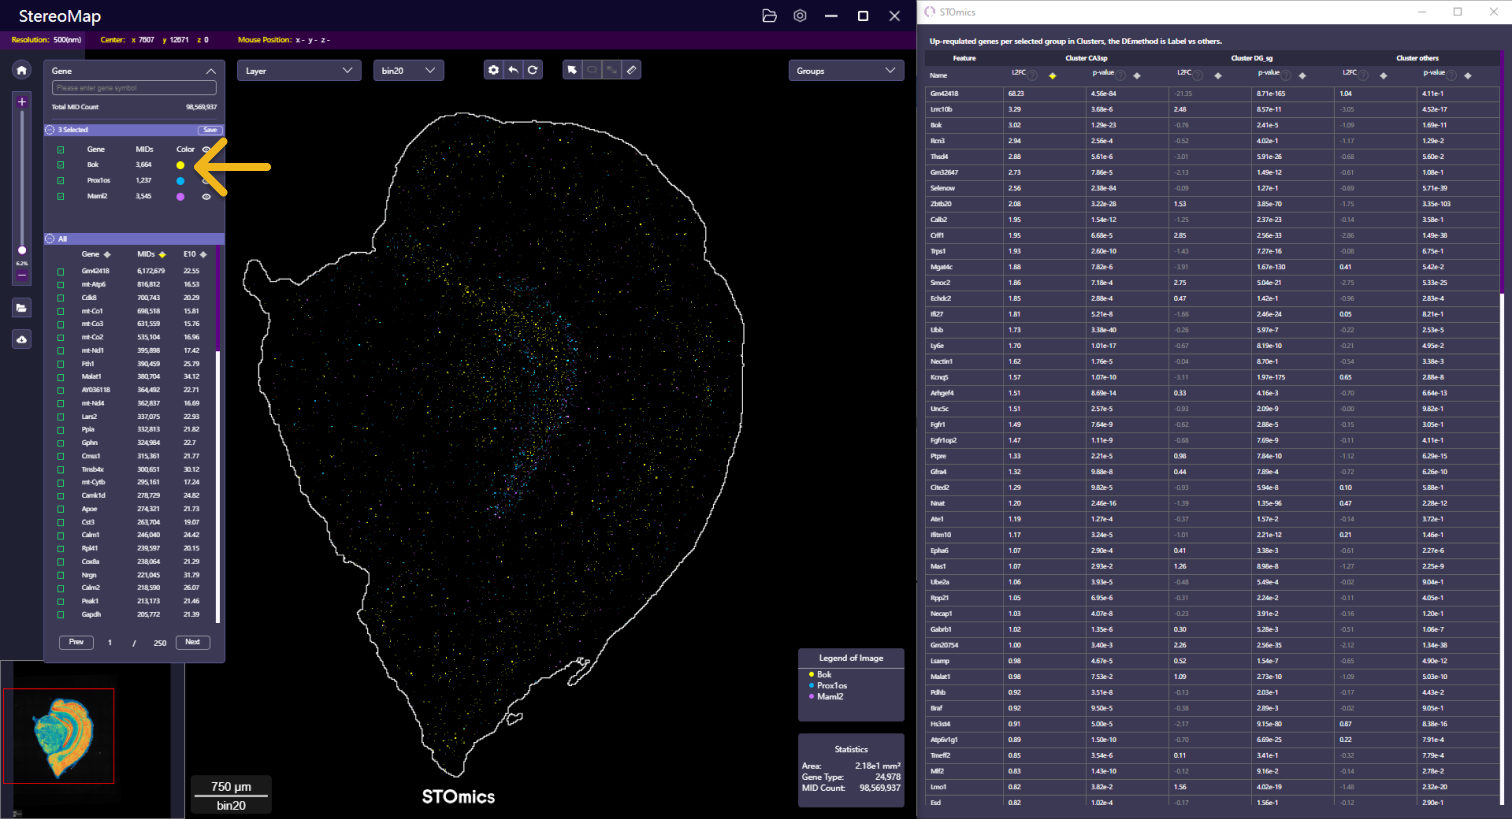 StereoMap
Resolution: 500(nm) Center: x 7807 y 12671 z 0 Mouse Position: x - y - z -
Gene
Please enter gene symbol
Total MID Count 98,569,937
3 Selected Save
Gene MIDs Color
Bok 3,664
Prox1os 1,237
Maml2 3,545
All
Gene MIDs E10
Gm42418 6,172,679 22.55
mt-Atp6 816,812 16.53
Cdk8 700,743 20.29
mt-Co1 698,518 15.81
mt-Co3 631,559 15.76
mt-Co2 535,104 16.96
mt-Nd1 395,898 17.42
Fth1 390,459 25.79
Malat1 380,704 34.12
AY036118 364,492 22.71
mt-Nd4 362,837 16.69
Lars2 337,075 22.93
Ppia 332,813 21.82
Gphn 324,984 22.7
Cmss1 315,361 21.77
Tmsb4x 300,651 30.12
mt-Cytb 295,161 17.24
Camk1d 278,729 24.82
Apoe 274,321 21.73
Cst3 263,704 19.07
Calm1 246,040 24.42
Rpl41 239,597 20.15
Cox8a 238,064 21.29
Nrgn 221,045 31.79
Calm2 218,590 26.07
Peak1 213,173 21.46
Gapdh 205,772 21.39
Prev 1 / 250 Next
6.2%
Layer
bin20
Groups
Legend of Image
Bok
Prox1os
Maml2
Statistics
Area: 2.18e1 mm²
Gene Type: 24,978
MID Count: 98,569,937
750 μm
bin20
STOmics
STOmics
Up-regulated genes per selected group in Clusters, the DEmethod is Label vs others.
Feature Cluster CA3sp Cluster DG_sg Cluster others
Name L2FC p-value L2FC p-value L2FC p-value
Gm42418 68.23 4.56e-84 -21.35 8.71e-165 1.04 4.11e-1
Lrrc10b 3.29 3.68e-6 2.48 8.57e-11 -3.05 4.52e-17
Bok 3.02 1.29e-23 -0.76 2.41e-5 -1.09 1.69e-11
Rcn3 2.94 2.56e-4 -0.52 4.02e-1 -1.17 1.29e-2
Thsd4 2.88 5.61e-6 -3.01 5.91e-26 -0.68 5.60e-2
Gm32647 2.73 7.86e-5 -2.13 1.49e-12 -0.61 1.08e-1
Selenow 2.56 2.38e-84 -0.09 1.27e-1 -0.69 5.71e-39
Zbtb20 2.08 3.22e-28 1.53 3.85e-70 -1.75 3.35e-103
Calb2 1.95 1.54e-12 -1.25 2.37e-23 -0.14 3.58e-1
Crlf1 1.95 6.68e-5 2.85 2.56e-33 -2.86 1.49e-38
Trps1 1.93 2.60e-10 -1.43 7.27e-16 -0.08 6.75e-1
Mgat4c 1.88 7.82e-6 -3.91 1.67e-130 0.41 5.42e-2
Smoc2 1.86 7.18e-4 2.75 5.04e-21 -2.75 5.33e-25
Echdc2 1.85 2.88e-4 0.47 1.42e-1 -0.96 2.83e-4
Ifi27 1.81 5.21e-8 -1.66 2.46e-24 0.05 8.21e-1
Ubb 1.73 3.38e-40 -0.26 5.97e-7 -0.22 2.53e-5
Ly6e 1.70 1.01e-17 -0.67 8.19e-10 -0.21 4.95e-2
Nectin1 1.62 1.76e-5 -0.04 8.70e-1 -0.54 3.38e-3
Kcnq5 1.57 1.07e-10 -3.11 1.97e-175 0.65 2.88e-8
Arhgef4 1.51 8.69e-14 0.33 4.16e-3 -0.70 6.64e-13
Unc5c 1.51 2.57e-5 -0.93 2.09e-9 -0.00 9.82e-1
Fgfr1 1.49 7.64e-9 -0.62 2.88e-5 -0.15 3.05e-1
Fgfr1op2 1.47 1.11e-9 -0.68 7.69e-9 -0.11 4.11e-1
Ptpre 1.33 2.21e-5 0.98 7.84e-10 -1.12 6.29e-15
Gfra4 1.32 9.88e-8 0.44 7.89e-4 -0.72 6.26e-10
Cited2 1.29 9.82e-5 -0.93 5.94e-8 0.10 5.88e-1
Nnat 1.20 2.46e-16 -1.39 1.35e-96 0.47 2.28e-12
Ate1 1.19 1.27e-4 -0.37 1.57e-2 -0.14 3.72e-1
Ifitm10 1.17 3.24e-5 -1.01 2.21e-12 0.21 1.46e-1
Epha6 1.07 2.90e-4 0.41 3.38e-3 -0.61 2.27e-6
Mas1 1.07 2.93e-2 1.26 8.98e-8 -1.27 2.25e-9
Ube2a 1.06 3.93e-5 -0.48 5.49e-4 -0.02 9.04e-1
Rpp21 1.05 6.95e-6 -0.31 2.24e-2 -0.11 4.05e-1
Necap1 1.03 4.07e-8 -0.23 3.91e-2 -0.16 1.20e-1
Gabrb1 1.02 1.35e-6 0.30 5.28e-3 -0.51 1.06e-7
Gm20754 1.00 3.40e-3 2.26 2.56e-35 -2.12 1.34e-38
Lsamp 0.98 4.67e-5 0.52 1.54e-7 -0.65 4.90e-12
Malat1 0.98 7.53e-2 1.09 2.73e-10 -1.09 5.03e-10
Pdhb 0.92 3.51e-8 -0.13 2.03e-1 -0.17 4.43e-2
Braf 0.92 9.50e-5 -0.38 2.89e-3 -0.02 9.05e-1
Hs3st4 0.91 5.00e-5 -2.17 9.15e-80 0.87 8.38e-16
Atp6v1g1 0.89 1.50e-10 -0.70 6.69e-25 0.22 7.91e-4
Tmeff2 0.85 3.54e-6 0.11 3.41e-1 -0.32 7.79e-4
Mlf2 0.83 1.43e-10 -0.12 9.16e-2 -0.14 2.78e-2
Lmo1 0.82 3.82e-2 1.56 4.02e-19 -1.48 2.32e-20
Esd 0.82 1.02e-4 -0.17 1.56e-1 -0.12 2.90e-1